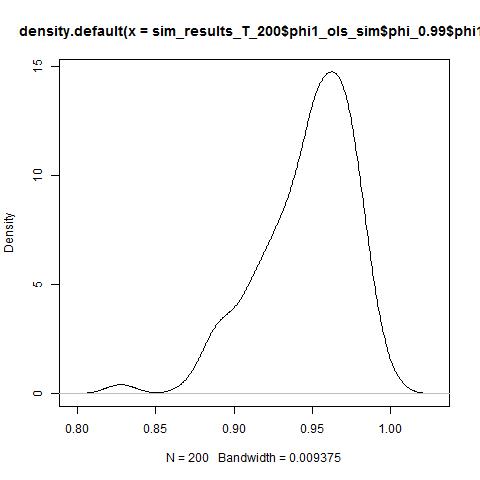 density.default(x = sim_results_T_200$phi1_ols_sim$phi_0.99$phi1
Density
15
10
5
0
0.80 0.85 0.90 0.95 1.00
N = 200 Bandwidth = 0.009375